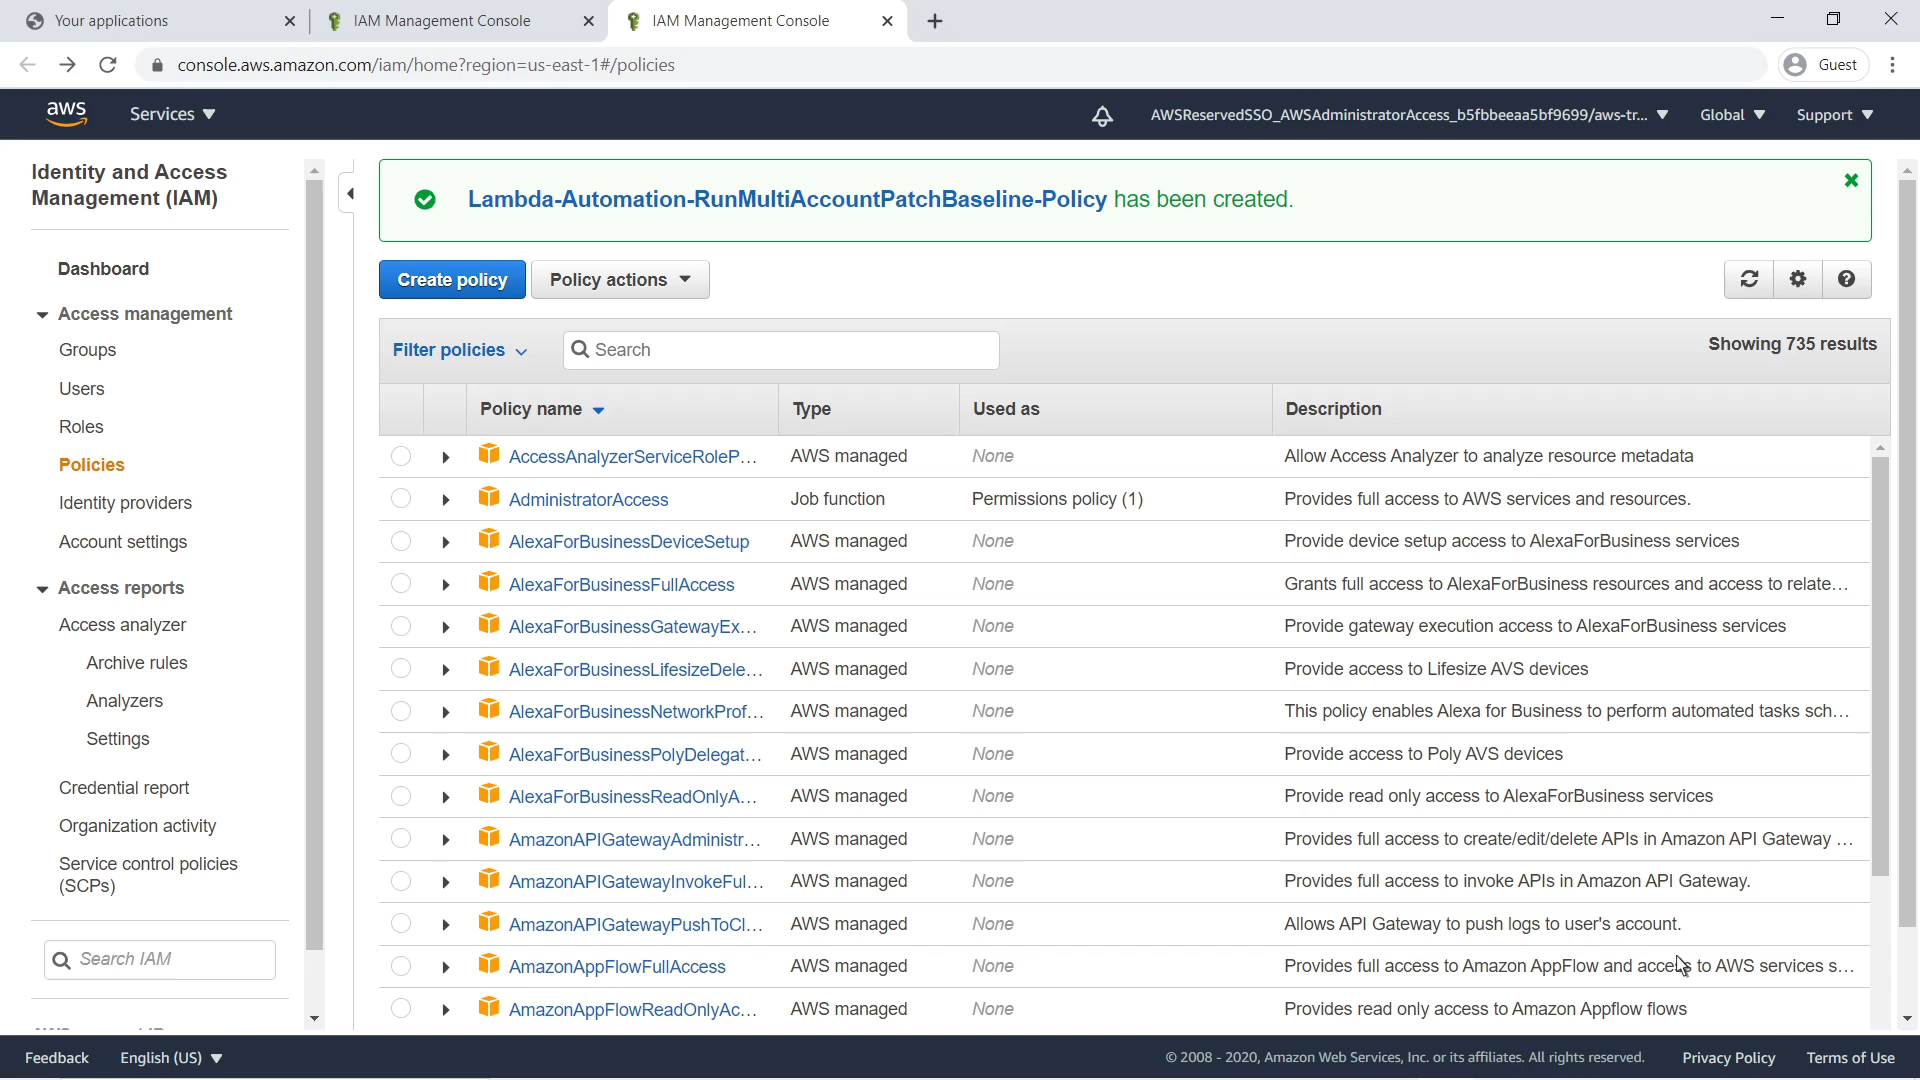 Your applications
IAM Management Console
IAM Management Console
console.aws.amazon.com/iam/home?region=us-east-1#/policies
Guest
aws
Services
AWSReservedSSO_AWSAdministratorAccess_b5fbbeeaa5bf9699/aws-tr...
Global
Support
Identity and Access
Management (IAM)
Dashboard
Access management
Groups
Users
Roles
Policies
Identity providers
Account settings
Access reports
Access analyzer
Archive rules
Analyzers
Settings
Credential report
Organization activity
Service control policies
(SCPs)
Search IAM
Lambda-Automation-RunMultiAccountPatchBaseline-Policy has been created.
Create policy
Policy actions
Filter policies
Search
Showing 735 results
Policy name Type Used as Description
AccessAnalyzerServiceRoleP... AWS managed None Allow Access Analyzer to analyze resource metadata
AdministratorAccess Job function Permissions policy (1) Provides full access to AWS services and resources.
AlexaForBusinessDeviceSetup AWS managed None Provide device setup access to AlexaForBusiness services
AlexaForBusinessFullAccess AWS managed None Grants full access to AlexaForBusiness resources and access to relate...
AlexaForBusinessGatewayEx... AWS managed None Provide gateway execution access to AlexaForBusiness services
AlexaForBusinessLifesizeDele... AWS managed None Provide access to Lifesize AVS devices
AlexaForBusinessNetworkProf... AWS managed None This policy enables Alexa for Business to perform automated tasks sch...
AlexaForBusinessPolyDelegat... AWS managed None Provide access to Poly AVS devices
AlexaForBusinessReadOnlyA... AWS managed None Provide read only access to AlexaForBusiness services
AmazonAPIGatewayAdministr... AWS managed None Provides full access to create/edit/delete APIs in Amazon API Gateway ...
AmazonAPIGatewayInvokeFul... AWS managed None Provides full access to invoke APIs in Amazon API Gateway.
AmazonAPIGatewayPushToCl... AWS managed None Allows API Gateway to push logs to user's account.
AmazonAppFlowFullAccess AWS managed None Provides full access to Amazon AppFlow and access to AWS services s...
AmazonAppFlowReadOnlyAc... AWS managed None Provides read only access to Amazon Appflow flows
Feedback
English (US)
© 2008 - 2020, Amazon Web Services, Inc. or its affiliates. All rights reserved.
Privacy Policy
Terms of Use